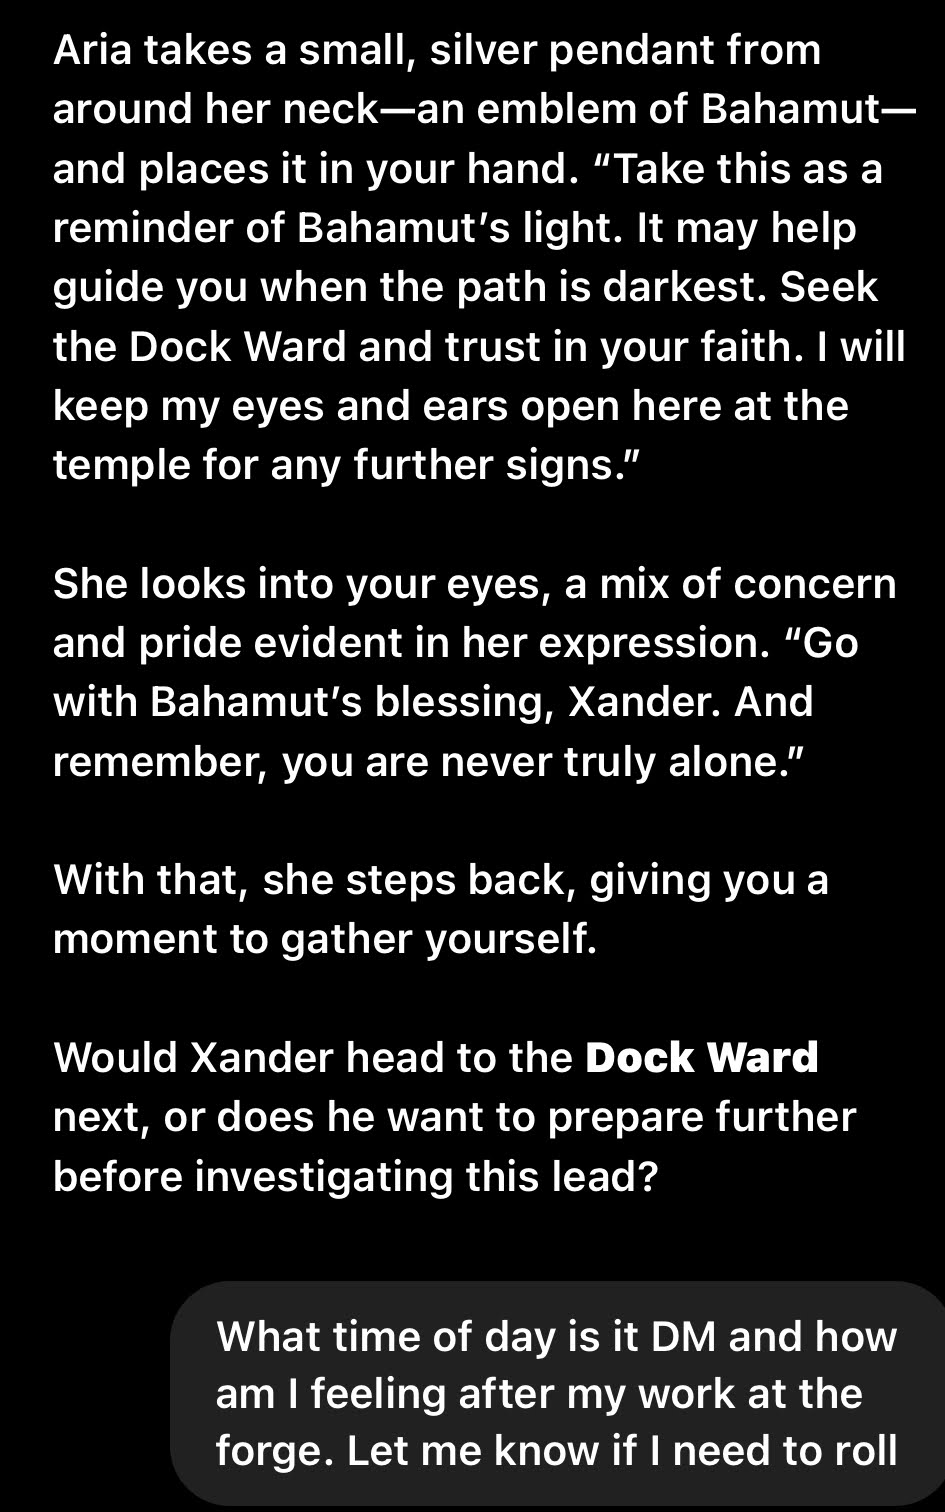 Aria takes a small, silver pendant from
around her neck—an emblem of Bahamut—
and places it in your hand. “Take this as a
reminder of Bahamut’s light. It may help
guide you when the path is darkest. Seek
the Dock Ward and trust in your faith. I will
keep my eyes and ears open here at the
temple for any further signs.”
She looks into your eyes, a mix of concern
and pride evident in her expression. “Go
with Bahamut’s blessing, Xander. And
remember, you are never truly alone.”
With that, she steps back, giving you a
moment to gather yourself.
Would Xander head to the Dock Ward
next, or does he want to prepare further
before investigating this lead?
What time of day is it DM and how
am I feeling after my work at the
forge. Let me know if I need to roll